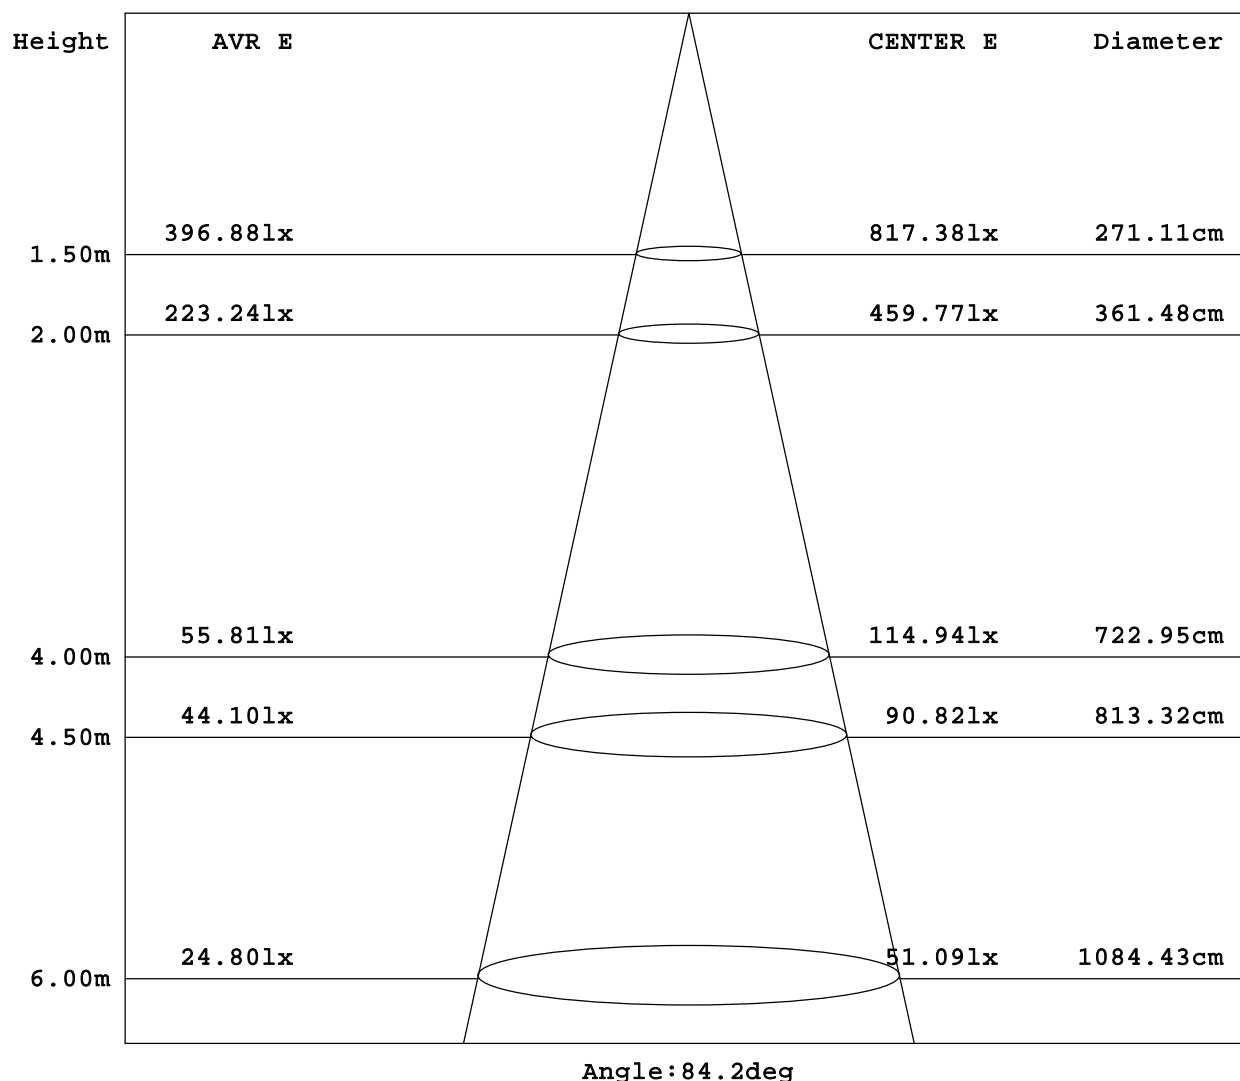 Height AVR E CENTER E Diameter
396.88lx 817.38lx 271.11cm
1.50m
223.24lx 459.77lx 361.48cm
2.00m
55.81lx 114.94lx 722.95cm
4.00m
44.10lx 90.82lx 813.32cm
4.50m
24.80lx 51.09lx 1084.43cm
6.00m
Angle:84.2deg